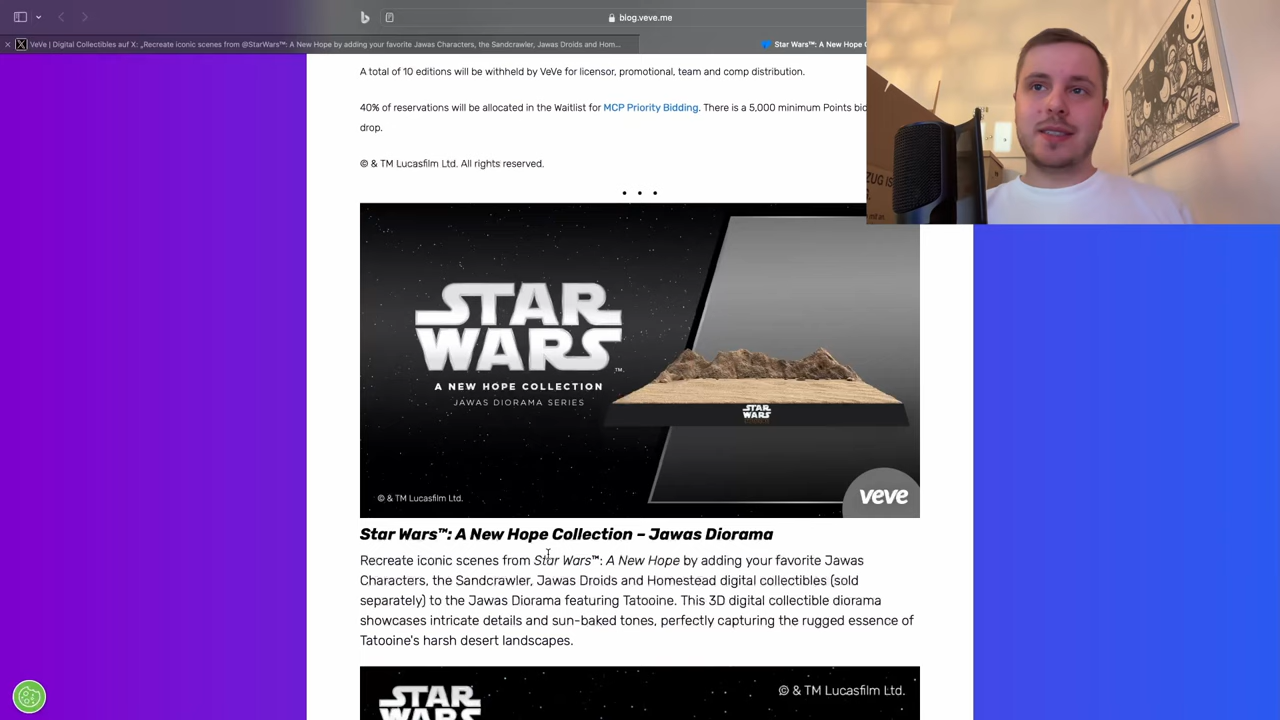 blog.veve.me
VeVe | Digital Collectibles auf X: „Recreate iconic scenes from @StarWars™: A New Hope by adding your favorite Jawas Characters, the Sandcrawler, Jawas Droids and Hom...
Star Wars™: A New Hope C
A total of 10 editions will be withheld by VeVe for licensor, promotional, team and comp distribution.
40% of reservations will be allocated in the Waitlist for MCP Priority Bidding. There is a 5,000 minimum Points bid
drop.
© & TM Lucasfilm Ltd. All rights reserved.
STAR
WARS™
A NEW HOPE COLLECTION
JAWAS DIORAMA SERIES
STAR
WARS
© & TM Lucasfilm Ltd.
veve
Star Wars™: A New Hope Collection – Jawas Diorama
Recreate iconic scenes from Star Wars™: A New Hope by adding your favorite Jawas
Characters, the Sandcrawler, Jawas Droids and Homestead digital collectibles (sold
separately) to the Jawas Diorama featuring Tatooine. This 3D digital collectible diorama
showcases intricate details and sun-baked tones, perfectly capturing the rugged essence of
Tatooine's harsh desert landscapes.
© & TM Lucasfilm Ltd.
STAR
WARS